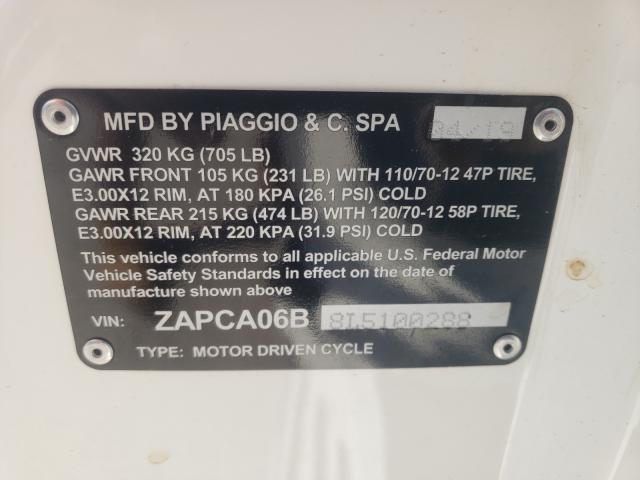 MFD BY PIAGGIO & C. SPA 04/19
GVWR 320 KG (705 LB)
GAWR FRONT 105 KG (231 LB) WITH 110/70-12 47P TIRE,
E3.00X12 RIM, AT 180 KPA (26.1 PSI) COLD
GAWR REAR 215 KG (474 LB) WITH 120/70-12 58P TIRE,
E3.00X12 RIM, AT 220 KPA (31.9 PSI) COLD
This vehicle conforms to all applicable U.S. Federal Motor
Vehicle Safety Standards in effect on the date of
manufacture shown above
VIN: ZAPCA06B 8L5100288
TYPE: MOTOR DRIVEN CYCLE